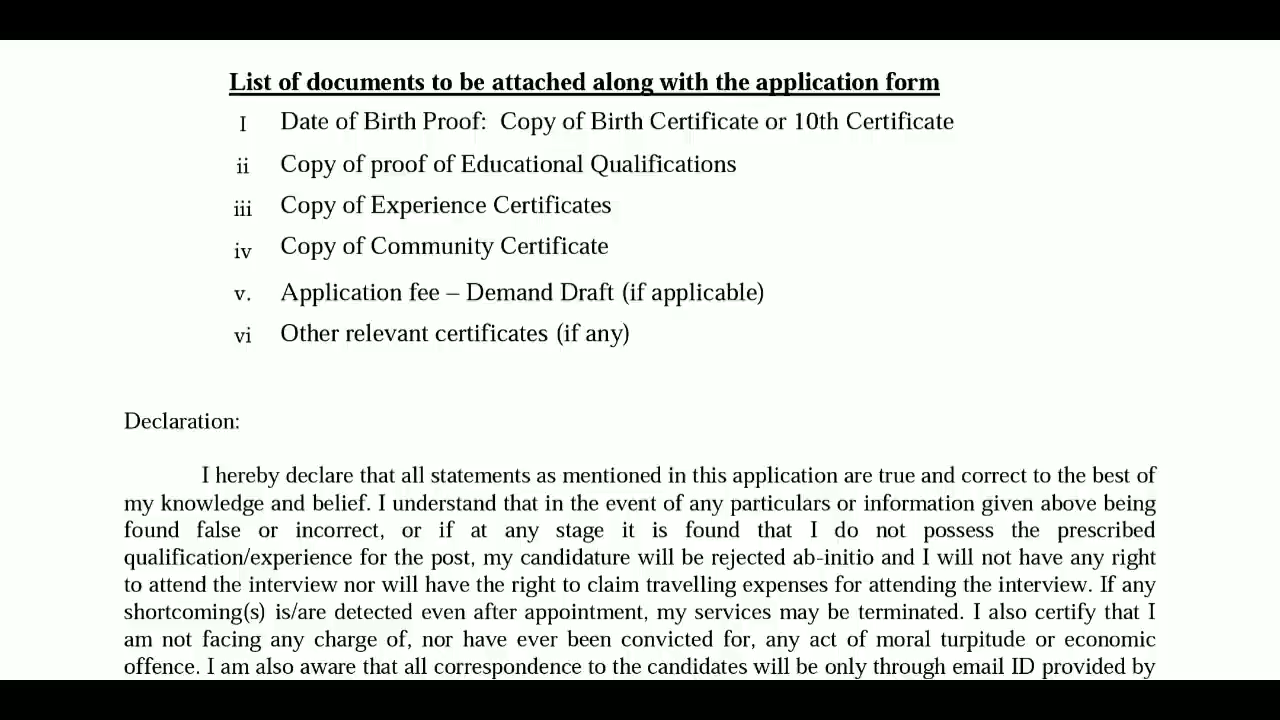 List of documents to be attached along with the application form
I Date of Birth Proof: Copy of Birth Certificate or 10th Certificate
ii Copy of proof of Educational Qualifications
iii Copy of Experience Certificates
iv Copy of Community Certificate
v. Application fee – Demand Draft (if applicable)
vi Other relevant certificates (if any)
Declaration:
I hereby declare that all statements as mentioned in this application are true and correct to the best of
my knowledge and belief. I understand that in the event of any particulars or information given above being
found false or incorrect, or if at any stage it is found that I do not possess the prescribed
qualification/experience for the post, my candidature will be rejected ab-initio and I will not have any right
to attend the interview nor will have the right to claim travelling expenses for attending the interview. If any
shortcoming(s) is/are detected even after appointment, my services may be terminated. I also certify that I
am not facing any charge of, nor have ever been convicted for, any act of moral turpitude or economic
offence. I am also aware that all correspondence to the candidates will be only through email ID provided by